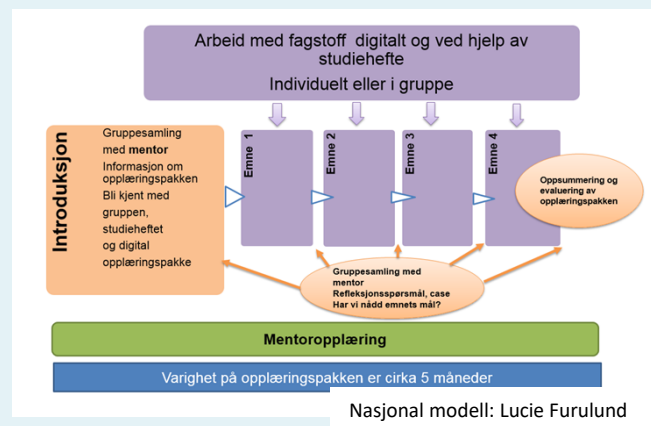 Arbeid med fagstoff digitalt og ved hjelp av
studiehefte
Individuelt eller i gruppe
Introduksjon
Gruppesamling
med mentor
Informasjon om
opplæringspakken
Bli kjent med
gruppen,
studieheftet
og digital
opplæringspakke
Emne 1
Emne 2
Emne 3
Emne 4
Oppsummering og
evaluering av
opplæringspakken
Gruppesamling med
mentor
Refleksjonsspørsmål, case
Har vi nådd emnets mål?
Mentoropplæring
Varighet på opplæringspakken er cirka 5 måneder
Nasjonal modell: Lucie Furulund